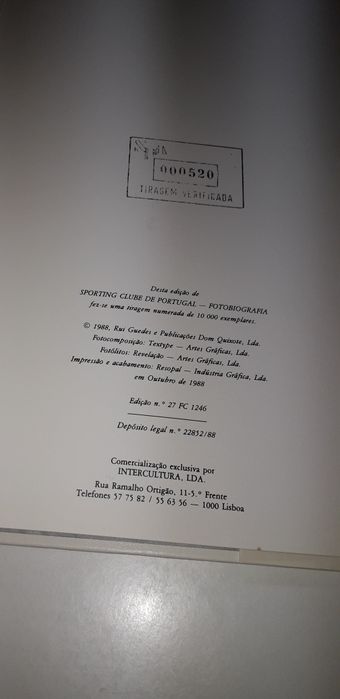 000520
TIRAGEM VERIFICADA
Desta edição de
SPORTING CLUBE DE PORTUGAL — FOTOBIOGRAFIA
fez-se uma tiragem numerada de 10 000 exemplares.
© 1988, Rui Guedes e Publicações Dom Quixote, Lda.
Fotocomposição: Textype — Artes Gráficas, Lda.
Fotólitos: Revelação — Artes Gráficas, Lda.
Impressão e acabamento: Resopal — Indústria Gráfica, Lda.
em Outubro de 1988
Edição n.º 27 FC 1246
Depósito legal n.º 22852/88
Comercialização exclusiva por
INTERCULTURA, LDA.
Rua Ramalho Ortigão, 11-5.º Frente
Telefones 57 75 82 / 55 63 56 — 1000 Lisboa